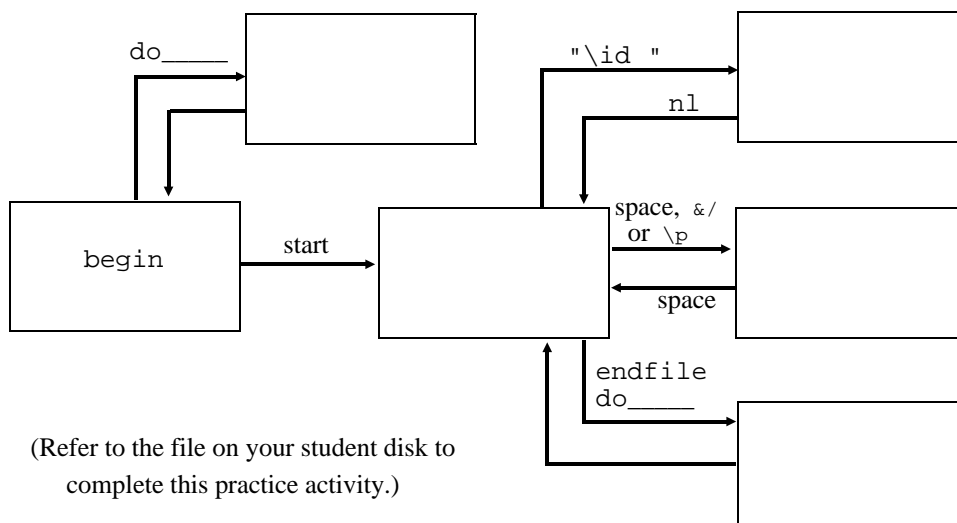 do_____
"\id "
nl
begin
start
space, &/
or \p
space
endfile
do_____
(Refer to the file on your student disk to
complete this practice activity.)